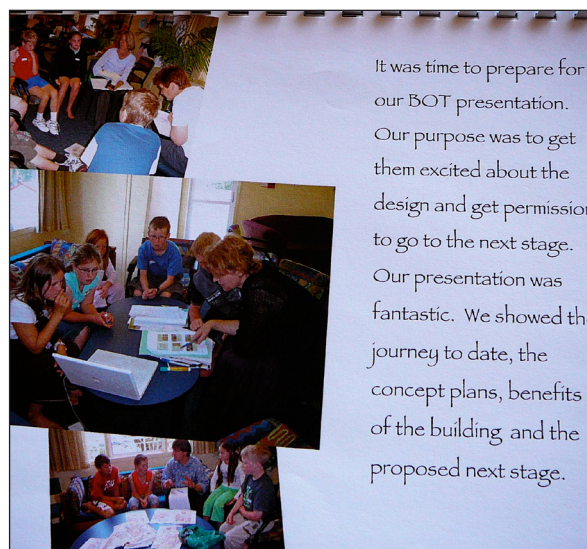 It was time to prepare for
our BOT presentation.
Our purpose was to get
them excited about the
design and get permission
to go to the next stage.
Our presentation was
fantastic. We showed the
journey to date, the
concept plans, benefits
of the building and the
proposed next stage.